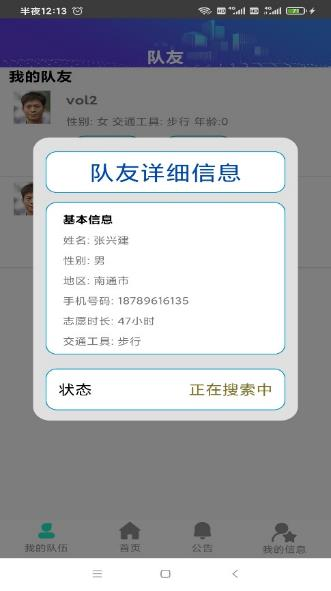 半夜12:13
队友
我的队友
vol2
性别: 女 交通工具: 步行 年龄:0
队友详细信息
基本信息
姓名: 张兴建
性别: 男
地区: 南通市
手机号码: 18789616135
志愿时长: 47小时
交通工具: 步行
状态 正在搜索中
我的队伍 首页 公告 我的信息